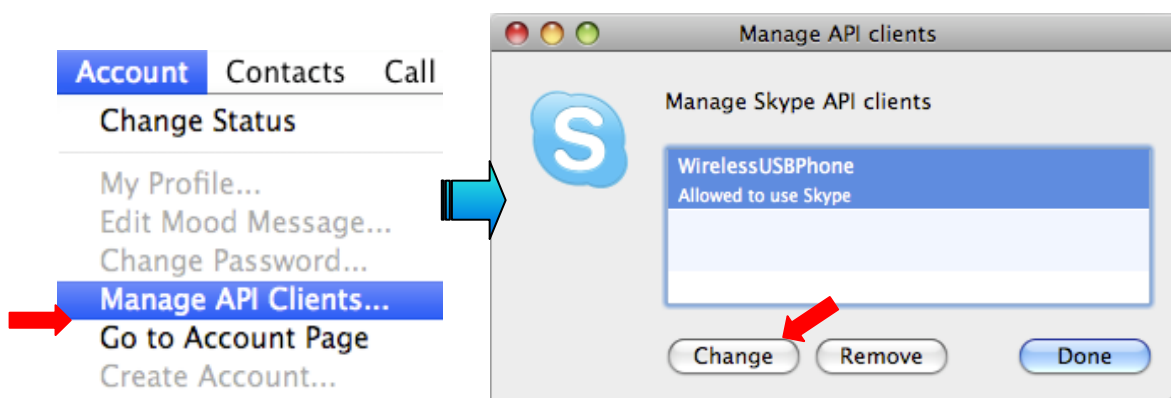 Account Contacts Call
Change Status
My Profile...
Edit Mood Message...
Change Password...
Manage API Clients...
Go to Account Page
Create Account...
Manage API clients
S
Manage Skype API clients
WirelessUSBPhone
Allowed to use Skype
Change Remove Done